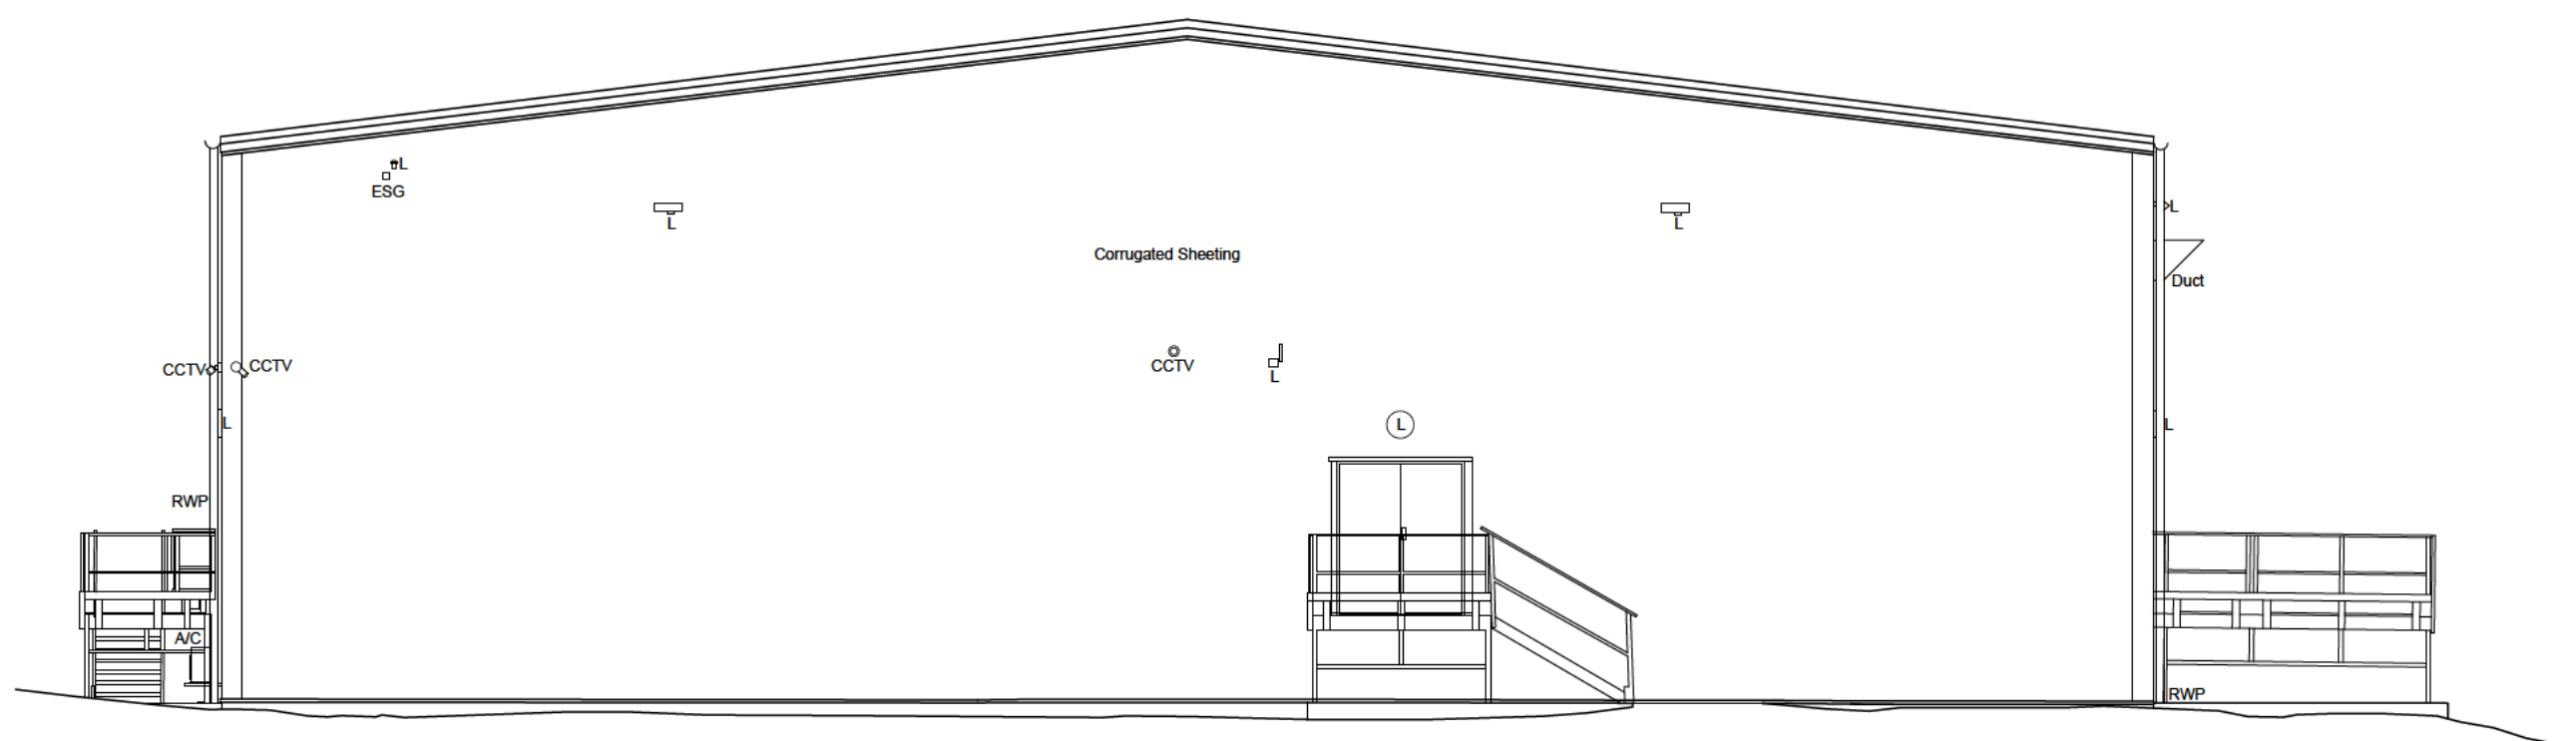 L
ESG
L
L
L
Corrugated Sheeting
Duct
CCTV
CCTV
CCTV
L
L
L
L
RWP
A/C
RWP